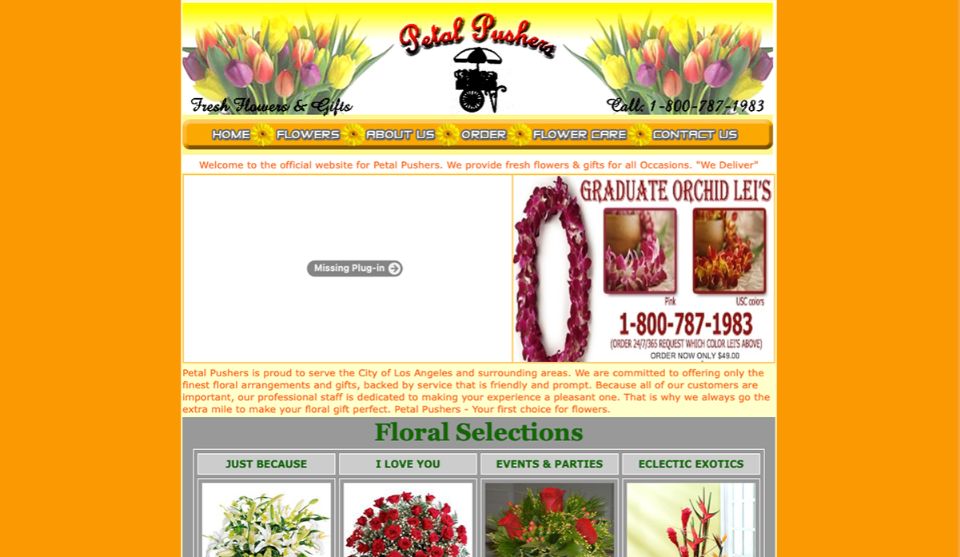 Petal Pushers
Fresh Flowers & Gifts
Call: 1-800-787-1983
HOME FLOWERS ABOUT US ORDER FLOWER CARE CONTACT US
Welcome to the official website for Petal Pushers. We provide fresh flowers & gifts for all Occasions. "We Deliver"
Missing Plug-in
GRADUATE ORCHID LEI'S
Pink
USC colors
1-800-787-1983
(ORDER 24/7/365 REQUEST WHICH COLOR LEI'S ABOVE)
ORDER NOW ONLY $49.00
Petal Pushers is proud to serve the City of Los Angeles and surrounding areas. We are committed to offering only the
finest floral arrangements and gifts, backed by service that is friendly and prompt. Because all of our customers are
important, our professional staff is dedicated to making your experience a pleasant one. That is why we always go the
extra mile to make your floral gift perfect. Petal Pushers - Your first choice for flowers.
Floral Selections
JUST BECAUSE
I LOVE YOU
EVENTS & PARTIES
ECLECTIC EXOTICS